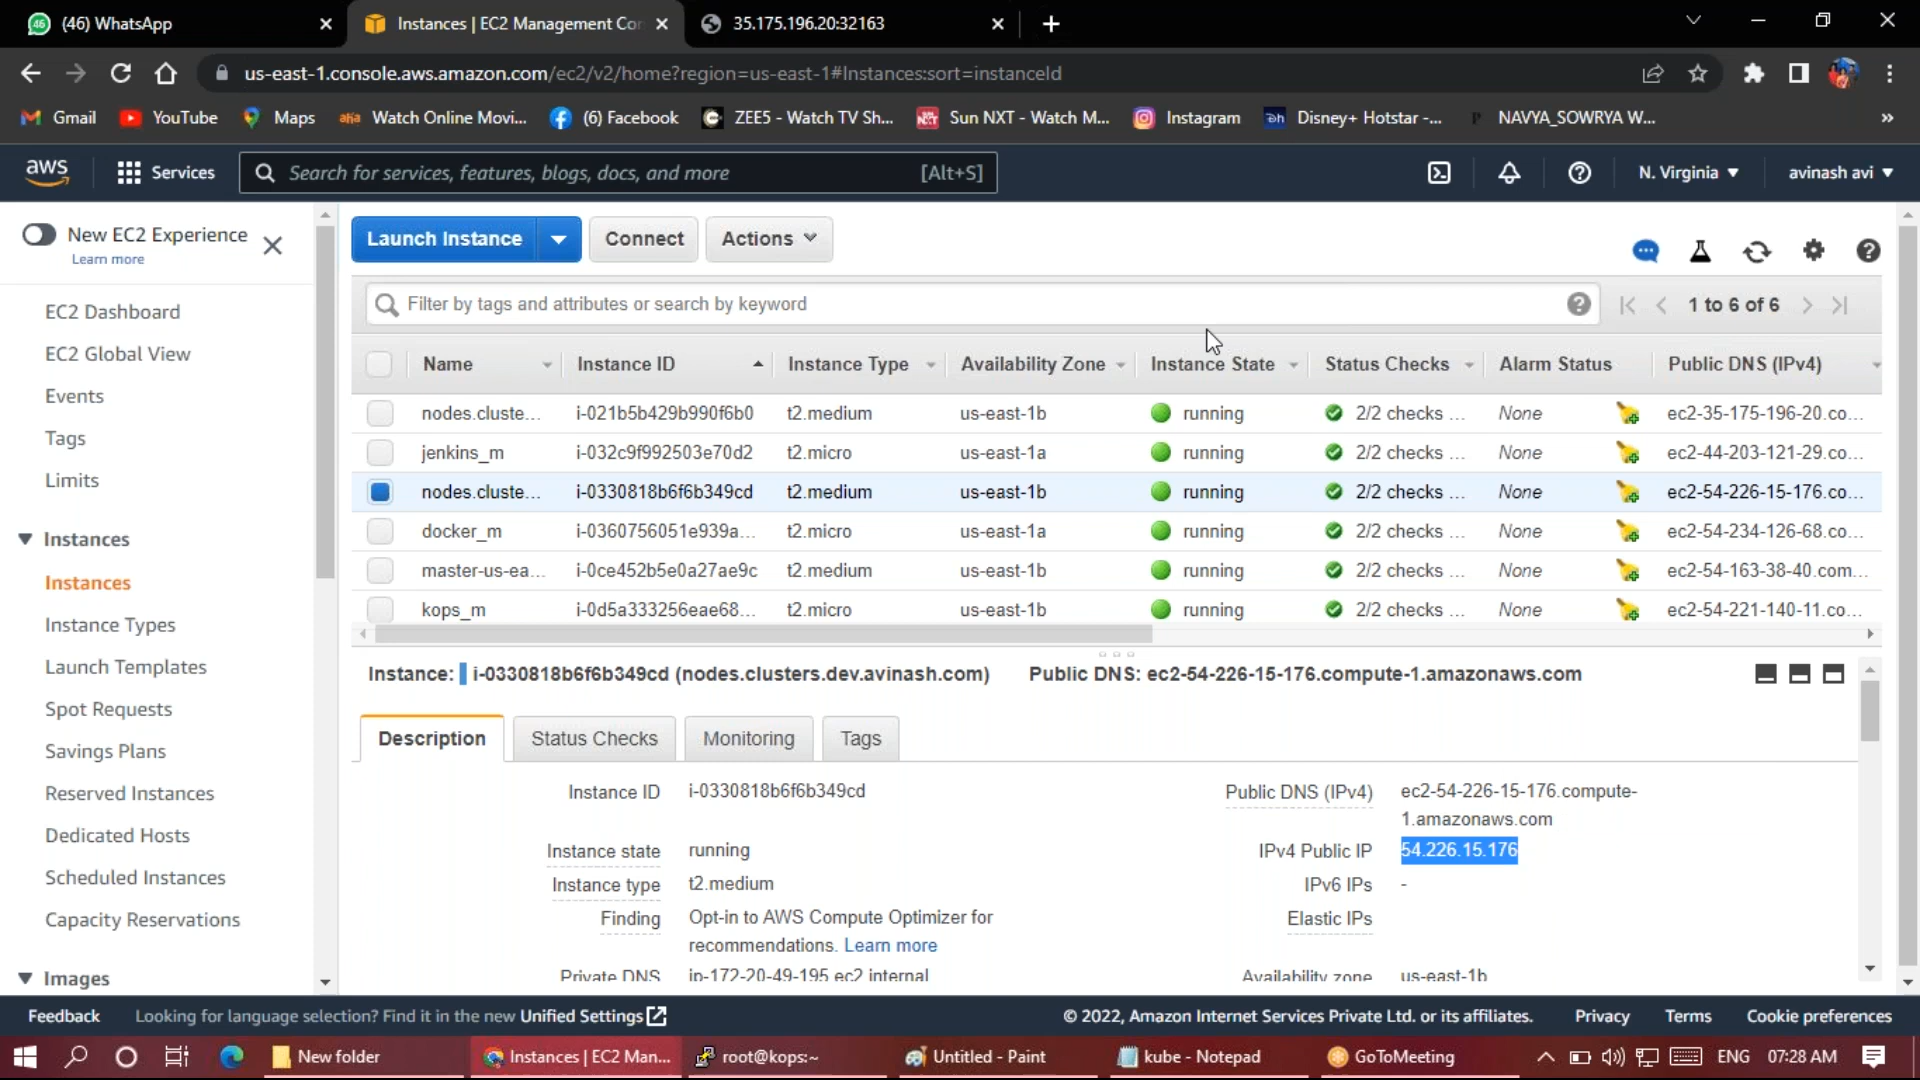 (46) WhatsApp
Instances | EC2 Management Con
35.175.196.20:32163
us-east-1.console.aws.amazon.com/ec2/v2/home?region=us-east-1#Instances:sort=instanceId
Gmail
YouTube
Maps
aha
Watch Online Movi...
(6) Facebook
ZEE5 - Watch TV Sh...
Sun NXT - Watch M...
Instagram
Disney+ Hotstar -...
NAVYA_SOWRYA W...
»
aws
Services
Search for services, features, blogs, docs, and more
[Alt+S]
N. Virginia
avinash avi
New EC2 Experience
Learn more
EC2 Dashboard
EC2 Global View
Events
Tags
Limits
Instances
Instances
Instance Types
Launch Templates
Spot Requests
Savings Plans
Reserved Instances
Dedicated Hosts
Scheduled Instances
Capacity Reservations
Images
Launch Instance
Connect
Actions
Filter by tags and attributes or search by keyword
1 to 6 of 6
Name Instance ID Instance Type Availability Zone Instance State Status Checks Alarm Status Public DNS (IPv4)
nodes.cluste... i-021b5b429b990f6b0 t2.medium us-east-1b running 2/2 checks ... None ec2-35-175-196-20.co...
jenkins_m i-032c9f992503e70d2 t2.micro us-east-1a running 2/2 checks ... None ec2-44-203-121-29.co...
nodes.cluste... i-0330818b6f6b349cd t2.medium us-east-1b running 2/2 checks ... None ec2-54-226-15-176.co...
docker_m i-0360756051e939a... t2.micro us-east-1a running 2/2 checks ... None ec2-54-234-126-68.co...
master-us-ea... i-0ce452b5e0a27ae9c t2.medium us-east-1b running 2/2 checks ... None ec2-54-163-38-40.com...
kops_m i-0d5a333256eae68... t2.micro us-east-1b running 2/2 checks ... None ec2-54-221-140-11.co...
Instance: i-0330818b6f6b349cd (nodes.clusters.dev.avinash.com) Public DNS: ec2-54-226-15-176.compute-1.amazonaws.com
Description
Status Checks
Monitoring
Tags
Instance ID i-0330818b6f6b349cd
Instance state running
Instance type t2.medium
Finding Opt-in to AWS Compute Optimizer for
recommendations. Learn more
Private DNS ip-172-20-49-195.ec2.internal
Public DNS (IPv4) ec2-54-226-15-176.compute-
1.amazonaws.com
IPv4 Public IP 54.226.15.176
IPv6 IPs -
Elastic IPs
Availability zone us-east-1b
Feedback
Looking for language selection? Find it in the new Unified Settings
© 2022, Amazon Internet Services Private Ltd. or its affiliates.
Privacy
Terms
Cookie preferences
New folder
Instances | EC2 Man...
root@kops:~
Untitled - Paint
kube - Notepad
GoToMeeting
ENG
07:28 AM